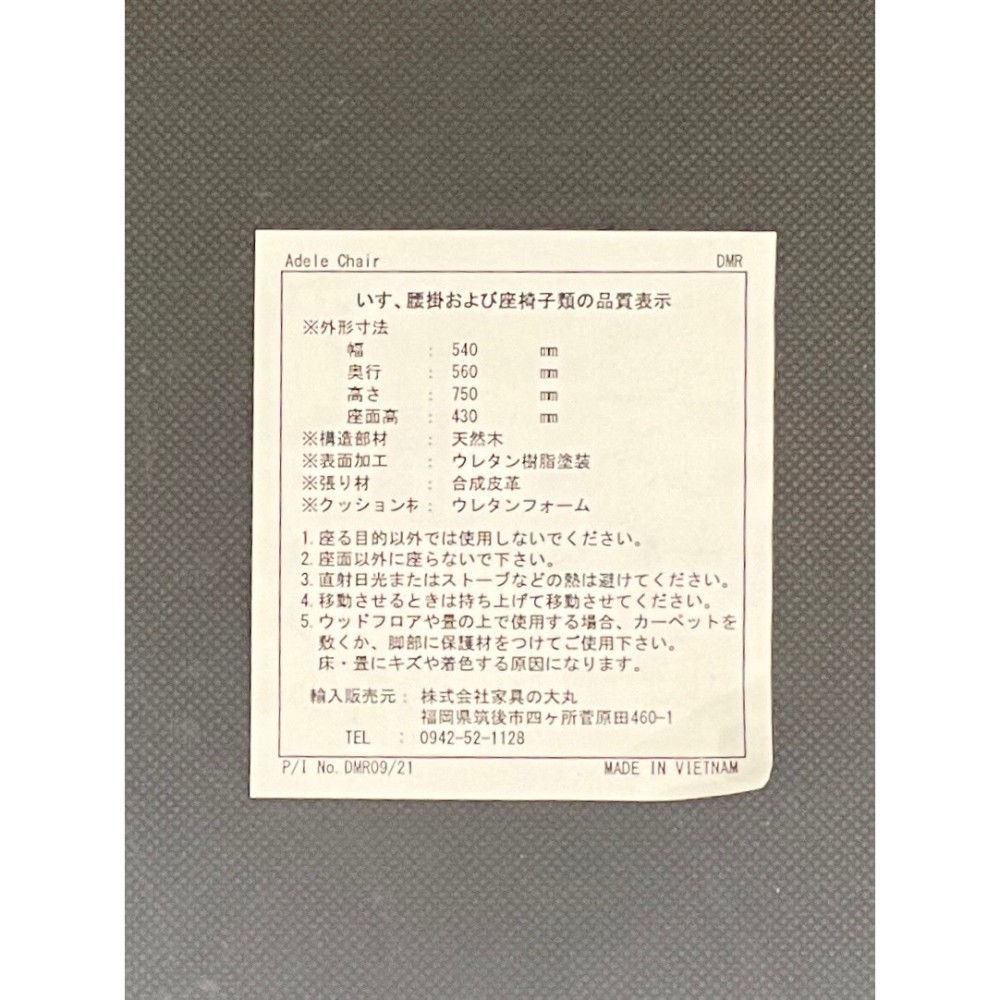 Adele Chair DMR
いす、腰掛および座椅子類の品質表示
※外形寸法
幅 : 540 ㎜
奥行 : 560 ㎜
高さ : 750 ㎜
座面高 : 430 ㎜
※構造部材 : 天然木
※表面加工 : ウレタン樹脂塗装
※張り材 : 合成皮革
※クッション材: ウレタンフォーム
1. 座る目的以外では使用しないでください。
2. 座面以外に座らないで下さい。
3. 直射日光またはストーブなどの熱は避けてください。
4. 移動させるときは持ち上げて移動させてください。
5. ウッドフロアや畳の上で使用する場合、カーペットを
敷くか、脚部に保護材をつけてご使用下さい。
床・畳にキズや着色する原因になります。
輸入販売元: 株式会社家具の大丸
福岡県筑後市四ヶ所菅原田460-1
TEL : 0942-52-1128
P/I No. DMR09/21 MADE IN VIETNAM